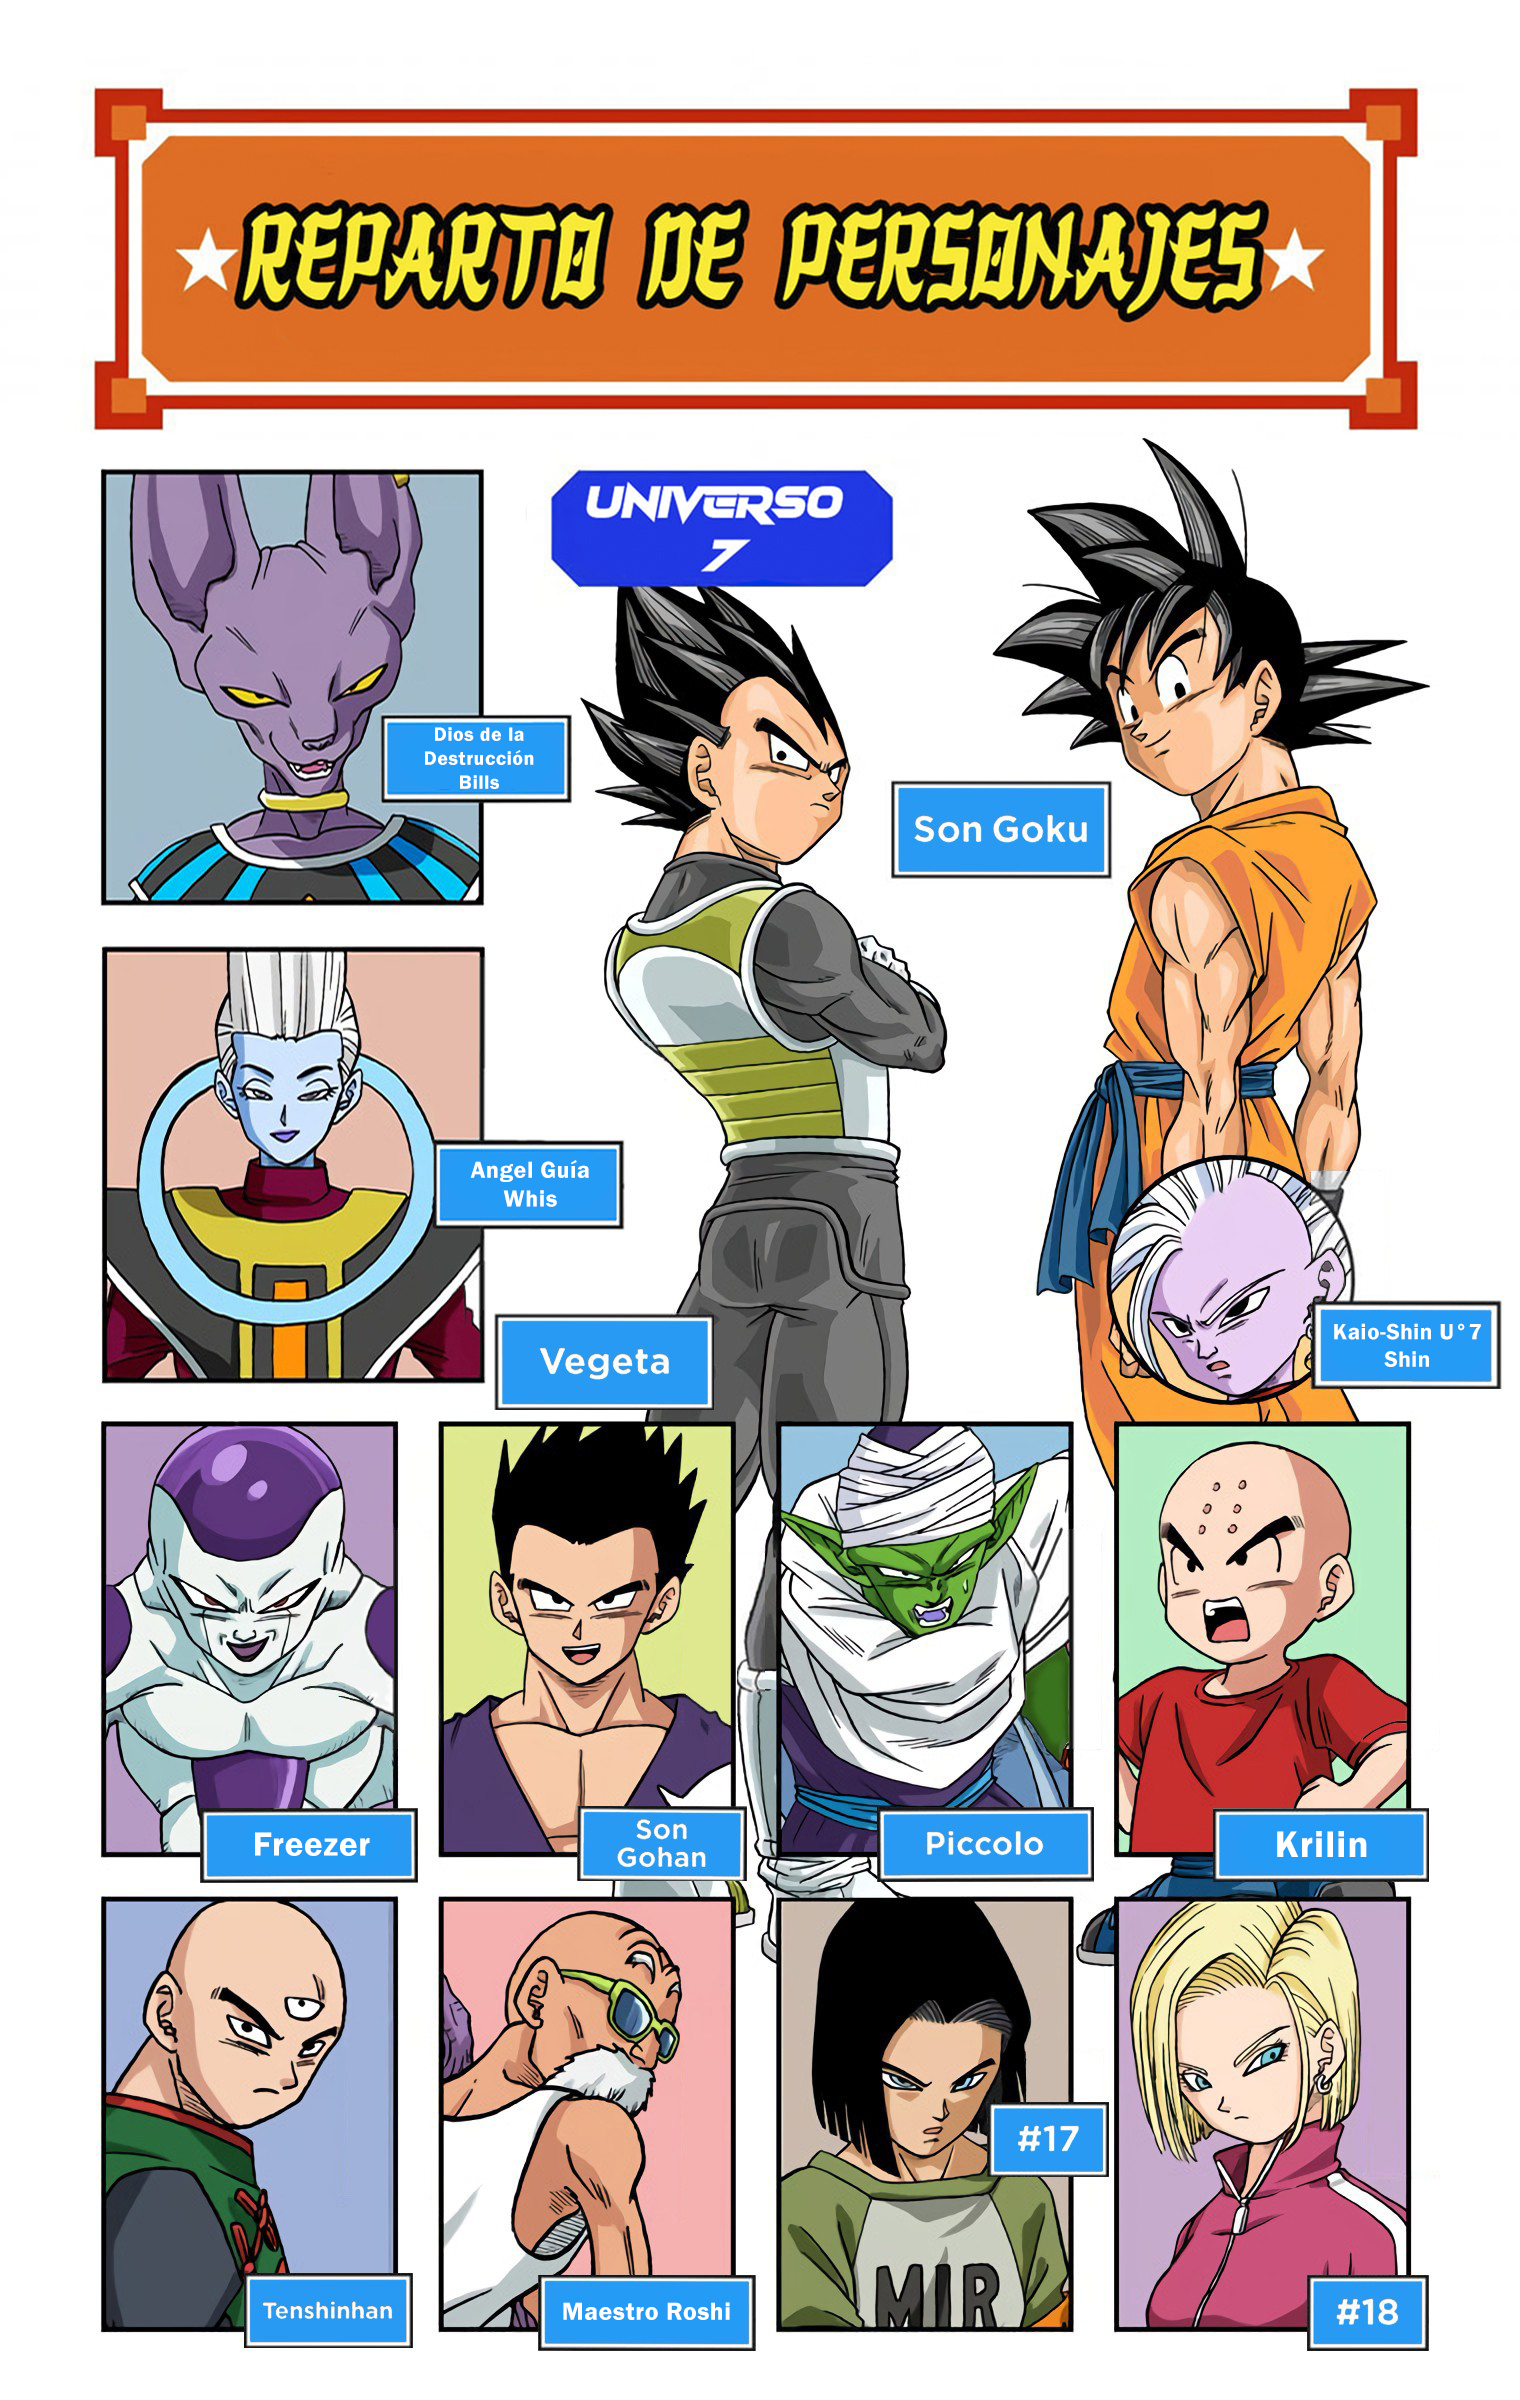 REPARTO DE PERSONAJES
UNIVERSO
7
Dios de la
Destrucción
Bills
Son Goku
Angel Guía
Whis
Vegeta
Kaio-Shin U°7
Shin
Freezer
Son
Gohan
Piccolo
Krilin
Tenshinhan
Maestro Roshi
MIR
#17
#18